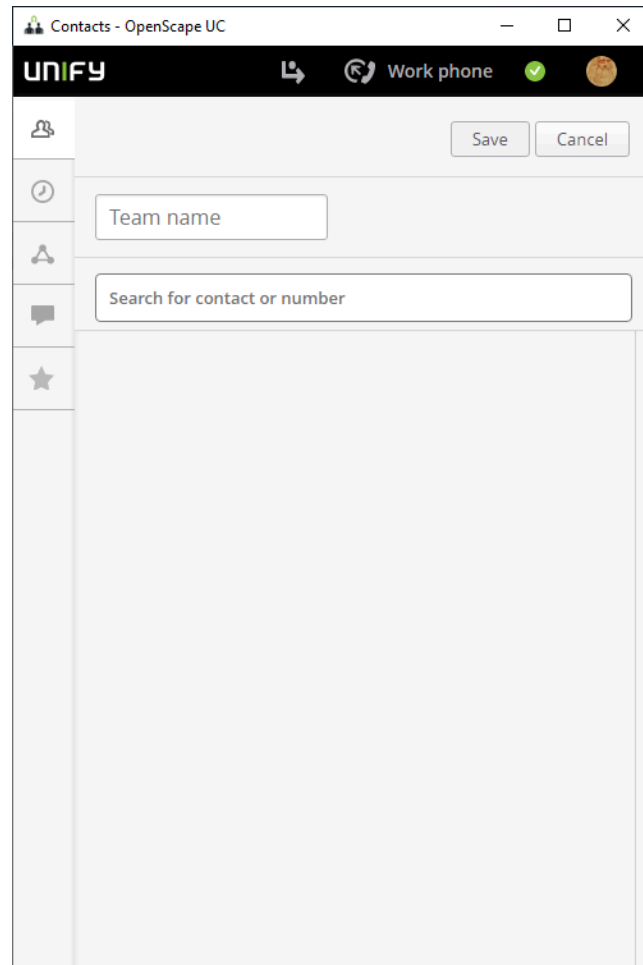 Contacts - OpenScape UC
UNIFY
Work phone
Save
Cancel
Team name
Search for contact or number